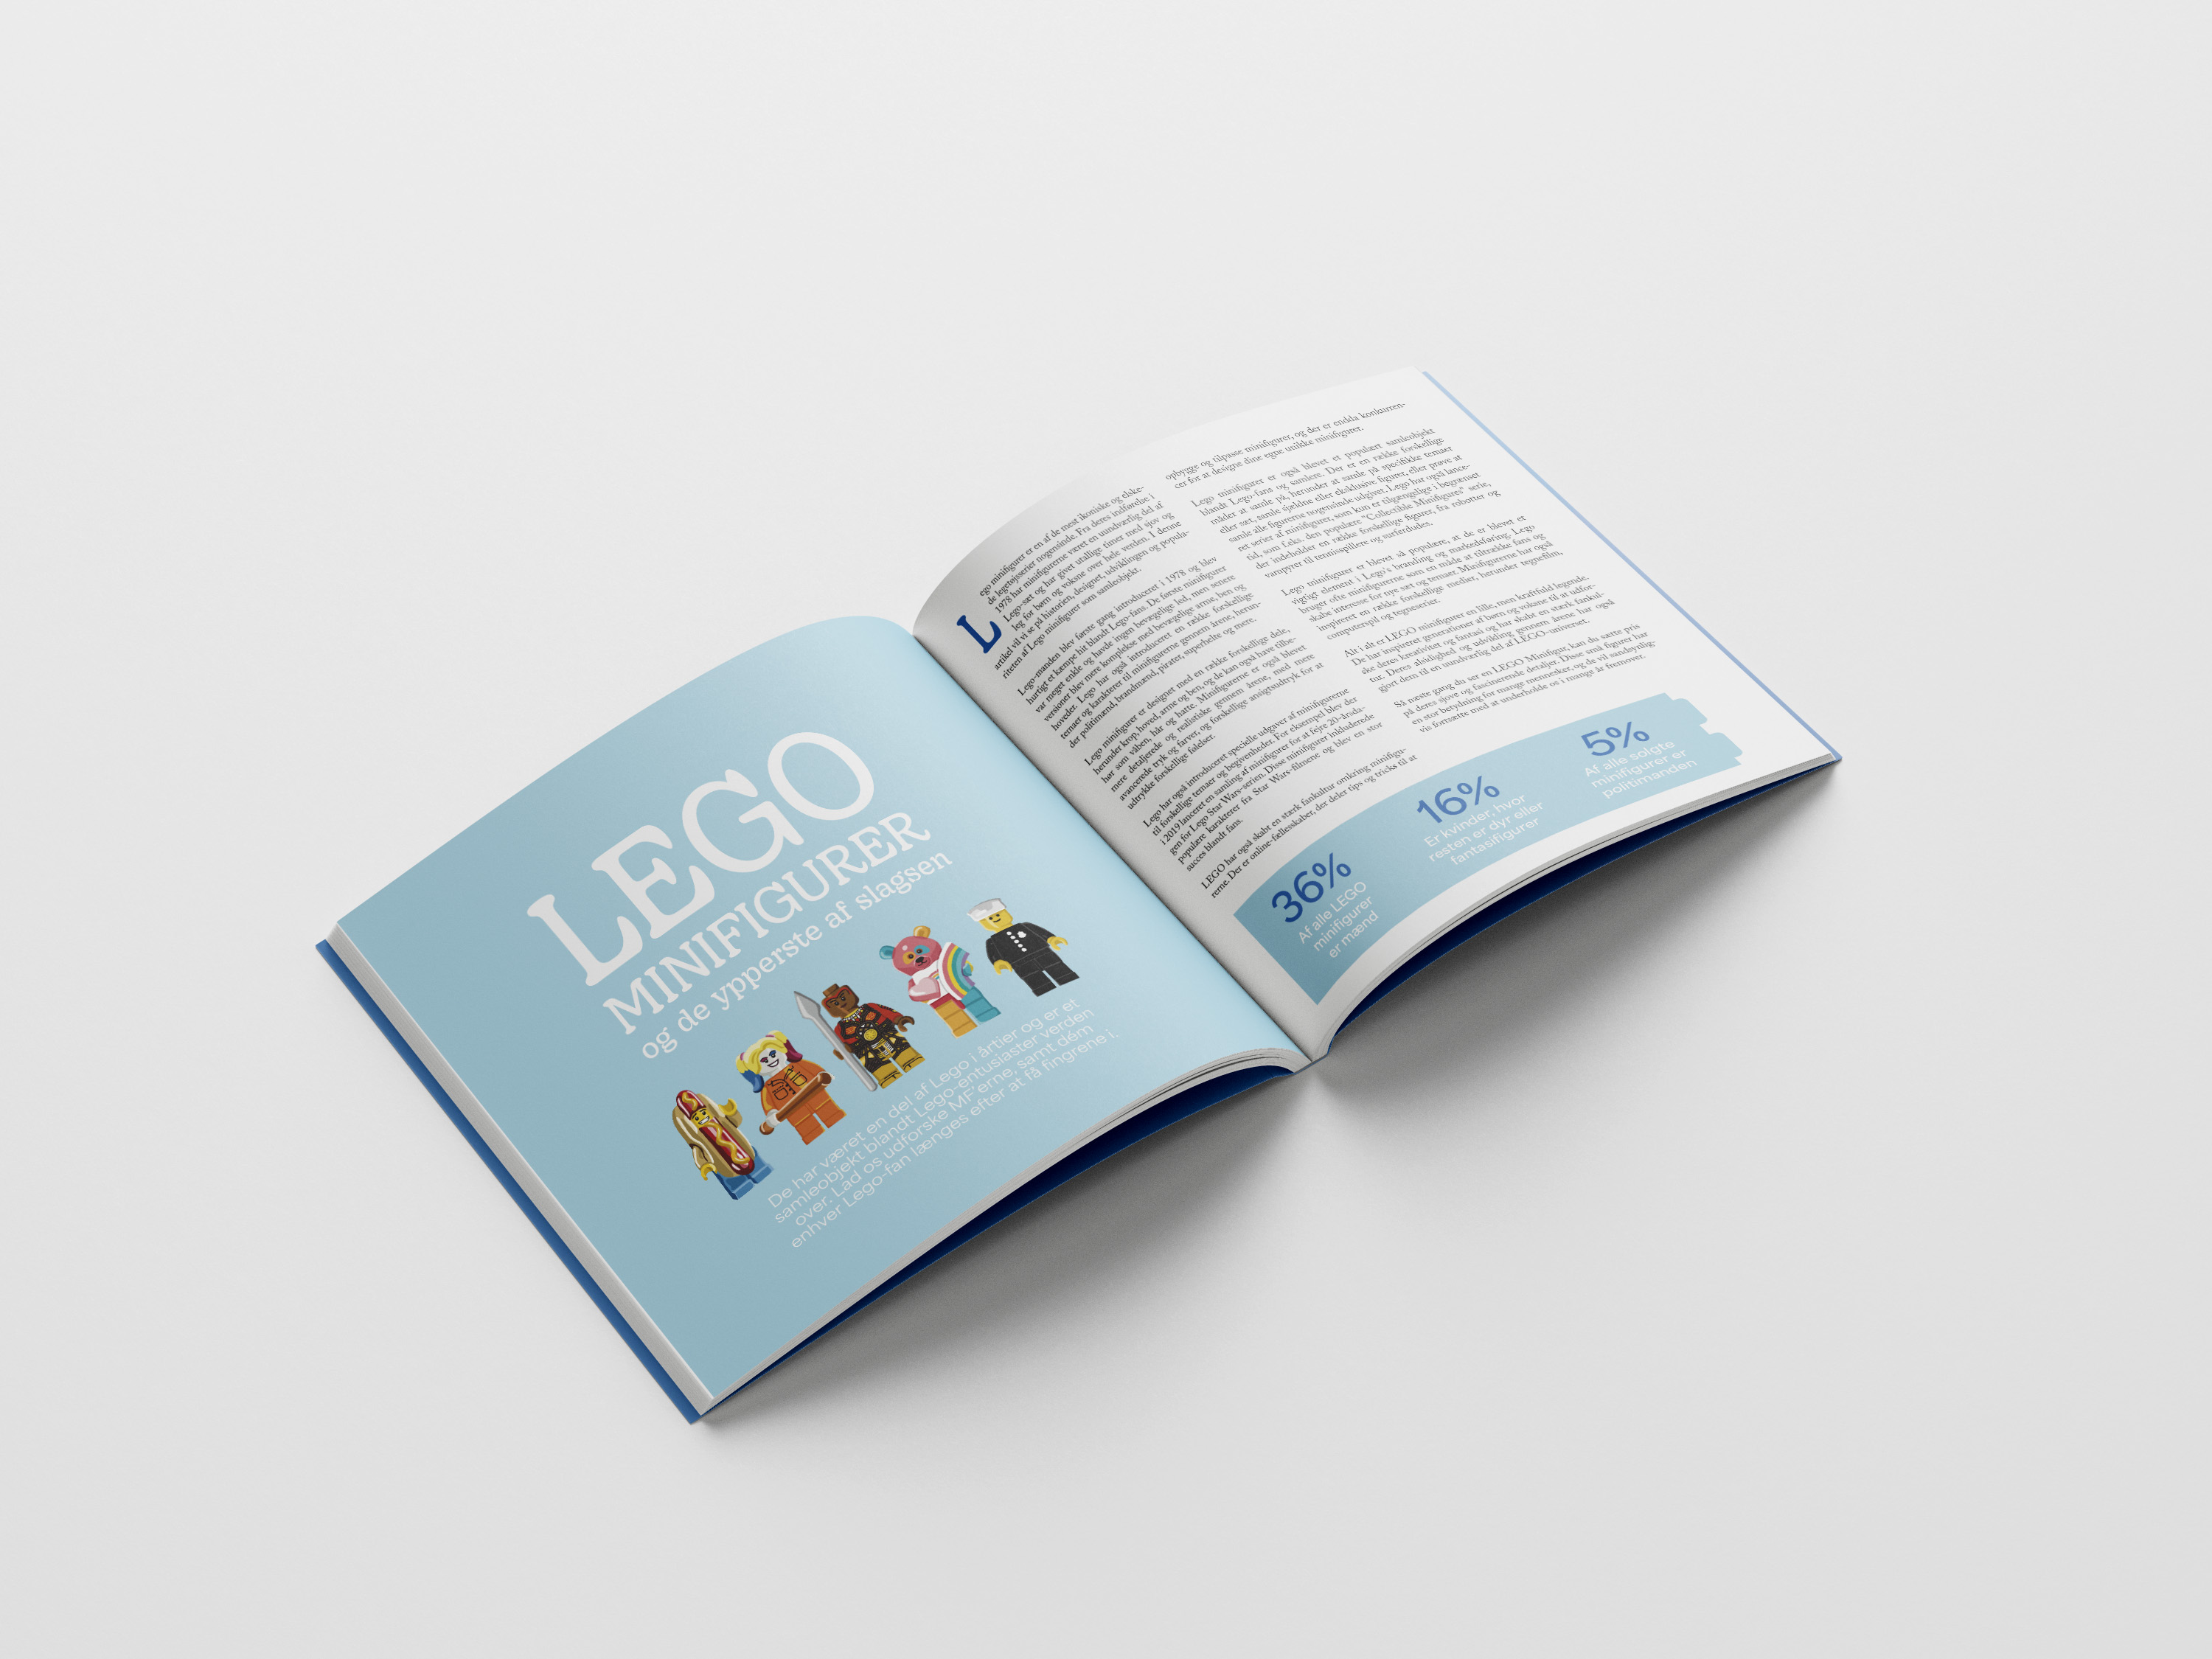 LEGO
MINIFIGURER
og de ypperste af slagsen
De har været en del af Lego i årtier og er et
samleobjekt blandt Lego-entusiaster verden
over. Lad os udforske MF'erne, samt dém
enhver Lego-fan længes efter at få fingrene i.
L
ego minifigurer er en af de mest ikoniske og elske-
de legetøjsserier nogensinde. Fra deres indførelse i
1978 har minifigurerne været en uundværlig del af
Lego-sæt og har givet utallige timer med sjov og
leg for børn og voksne over hele verden. I denne
artikel vil vi se på historien, designet, udviklingen og popula-
riteten af Lego minifigurer som samleobjekt.
Lego-manden blev første gang introduceret i 1978 og blev
hurtigt et kæmpe hit blandt Lego-fans. De første minifigurer
var meget enkle og havde ingen bevægelige led, men senere
versioner blev mere komplekse med bevægelige arme, ben og
hoveder. Lego har også introduceret en række forskellige
temaer og karakterer til minifigurerne gennem årene, herun-
der politimænd, brandmænd, pirater, superhelte og mere.
Lego minifigurer er designet med en række forskellige dele,
herunder krop, hoved, arme og ben, og de kan også have tilbe-
hør som våben, hår og hatte. Minifigurerne er også blevet
mere detaljerede og realistiske gennem årene, med mere
avancerede tryk og farver, og forskellige ansigtsudtryk for at
udtrykke forskellige følelser.
Lego har også introduceret specielle udgaver af minifigurerne
til forskellige temaer og begivenheder. For eksempel blev der
i 2019 lanceret en samling af minifigurer for at fejre 20-årsda-
gen for Lego Star Wars-serien. Disse minifigurer inkluderede
populære karakterer fra Star Wars-filmene og blev en stor
succes blandt fans.
LEGO har også skabt en stærk fankultur omkring minifigu-
rerne. Der er online-fællesskaber, der deler tips og tricks til at
opbygge og tilpasse minifigurer, og der er endda konkurren-
cer for at designe dine egne unikke minifigurer.
Lego minifigurer er også blevet et populært samleobjekt
blandt Lego-fans og samlere. Der er en række forskellige
måder at samle på, herunder at samle på specifikke temaer
eller sæt, samle sjældne eller eksklusive figurer, eller prøve at
samle alle figurerne nogensinde udgivet. Lego har også lance-
ret serier af minifigurer, som kun er tilgængelige i begrænset
tid, som f.eks. den populære "Collectible Minifigures" serie,
der indeholder en række forskellige figurer, fra robotter og
vampyrer til tennisspillere og surferdudes.
Lego minifigurer er blevet så populære, at de er blevet et
vigtigt element i Lego's branding og markedsføring. Lego
bruger ofte minifigurerne som en måde at tiltrække fans og
skabe interesse for nye sæt og temaer. Minifigurerne har også
inspireret en række forskellige medier, herunder tegnefilm,
computerspil og tegneserier.
Alt i alt er LEGO minifigurer en lille, men kraftfuld legende.
De har inspireret generationer af børn og voksne til at udfor-
ske deres kreativitet og fantasi og har skabt en stærk fankul-
tur. Deres alsidighed og udvikling gennem årene har også
gjort dem til en uundværlig del af LEGO-universet.
Så næste gang du ser en LEGO Minifigur, kan du sætte pris
på deres sjove og fascinerende detaljer. Disse små figurer har
en stor betydning for mange mennesker, og de vil sandsynlig-
vis fortsætte med at underholde os i mange år fremover.
36%
Af alle LEGO
minifigurer
er mænd
16%
Er kvinder, hvor
resten er dyr eller
fantasifigurer
5%
Af alle solgte
minifigurer er
politimanden